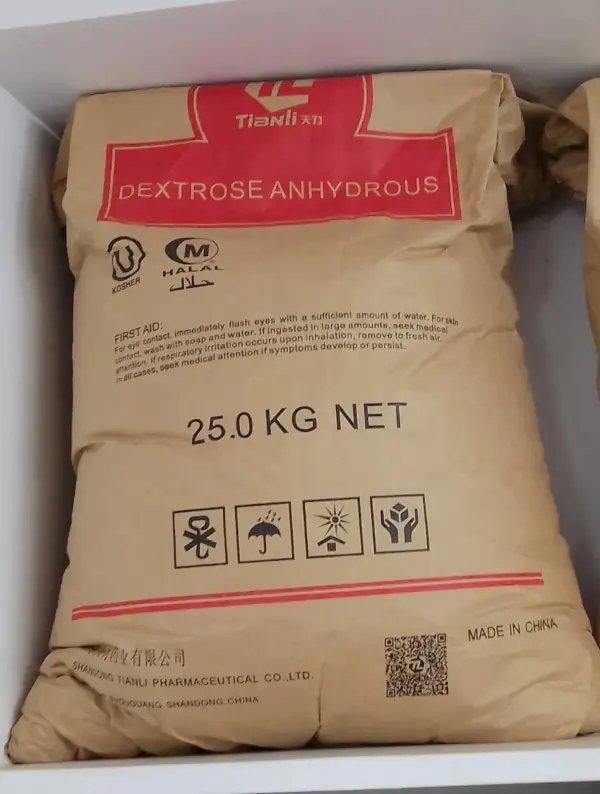 Tianli 天力
DEXTROSE ANHYDROUS
KOSHER
M
HALAL
حلال
FIRST AID:
For eye contact, immediately flush eyes with a sufficient amount of water. For skin
contact, wash with soap and water. If ingested in large amounts, seek medical
attention. If respiratory irritation occurs upon inhalation, remove to fresh air.
In all cases, seek medical attention if symptoms develop or persist.
25.0 KG NET
药业有限公司
MADE IN CHINA
SHANDONG TIANLI PHARMACEUTICAL CO.,LTD.
SHOUGUANG SHANDONG CHINA